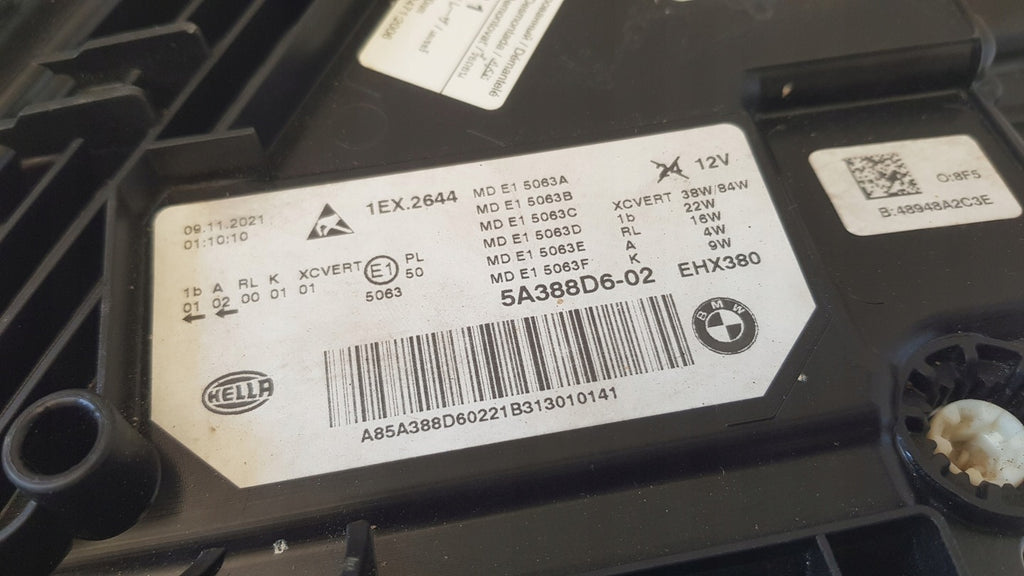 Démontable /
Demontada /
09.11.2021
01:10:10
1EX.2644
MD E1 5063A
MD E1 5063B
MD E1 5063C
MD E1 5063D
MD E1 5063E
MD E1 5063F
12V
XCVERT 38W/84W
1b 22W
RL 16W
A 4W
K 9W
1b A RL K XCVERT
01 02 00 01 01
E1
PL
50
5063
5A388D6-02
EHX380
BMW
HELLA
A85A388D60221B313010141
O:8F5
B:48948A2C3E